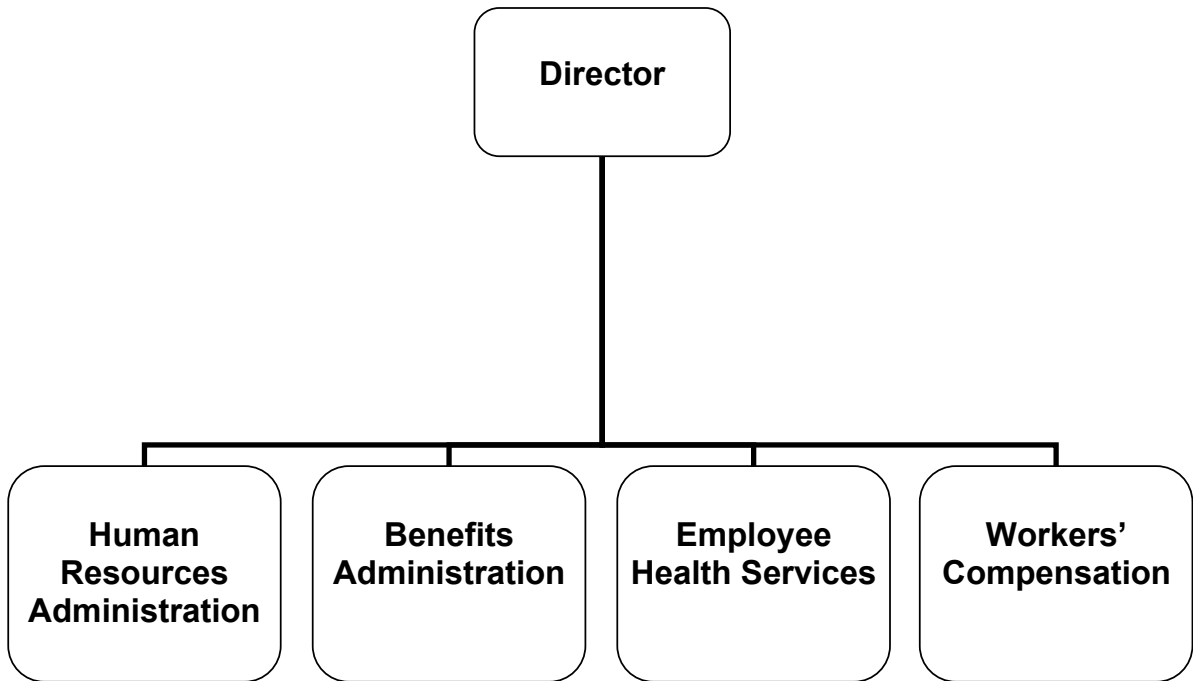 Director
Human
Resources
Administration
Benefits
Administration
Employee
Health Services
Workers’
Compensation